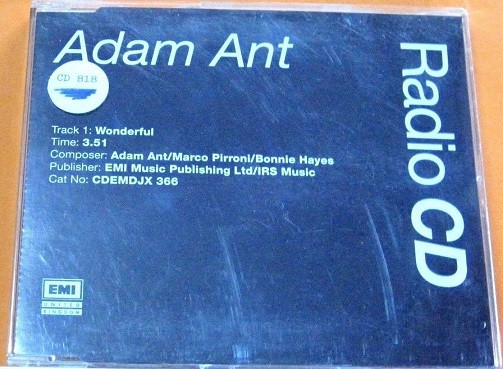 Adam Ant
CD 818
Track 1: Wonderful
Time: 3.51
Composer: Adam Ant/Marco Pirroni/Bonnie Hayes
Publisher: EMI Music Publishing Ltd/IRS Music
Cat No: CDEMDJX 366
EMI
UNITED
KINGDOM
Radio CD